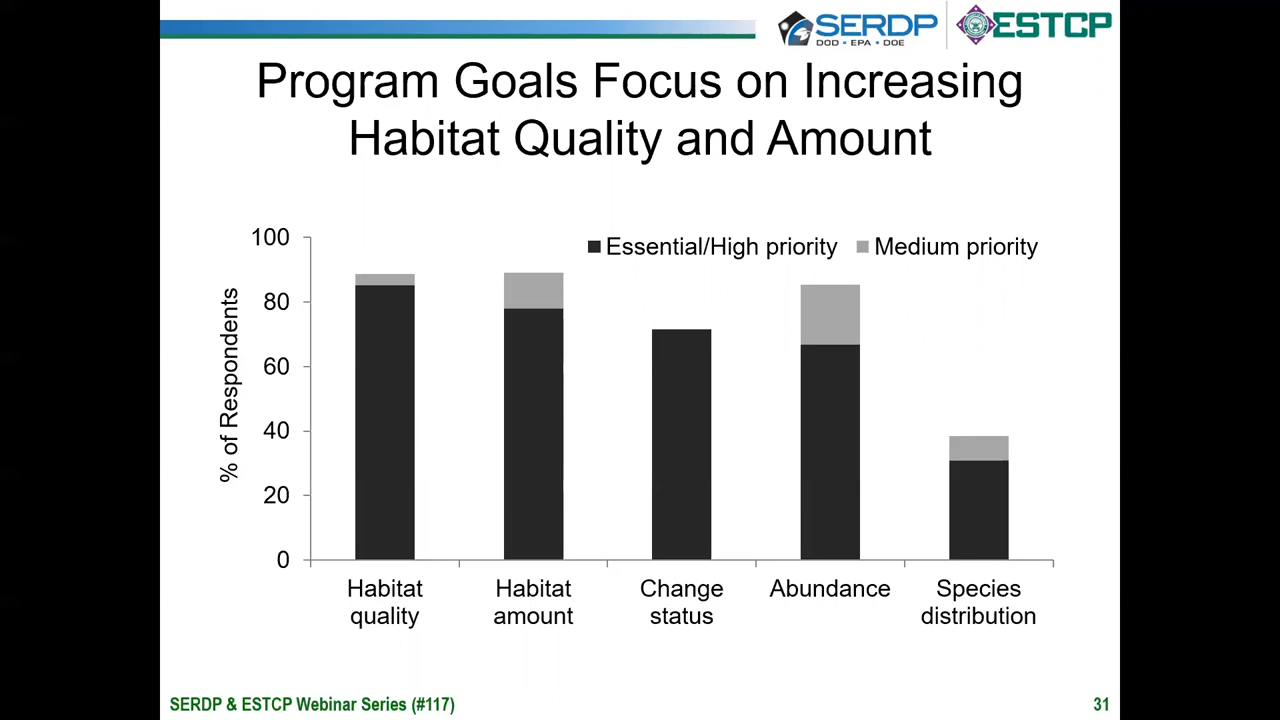 SERDP
DOD • EPA • DOE
ESTCP
Program Goals Focus on Increasing
Habitat Quality and Amount
Essential/High priority
Medium priority
% of Respondents
100
80
60
40
20
0
Habitat
quality
Habitat
amount
Change
status
Abundance
Species
distribution
SERDP & ESTCP Webinar Series (#117)
31